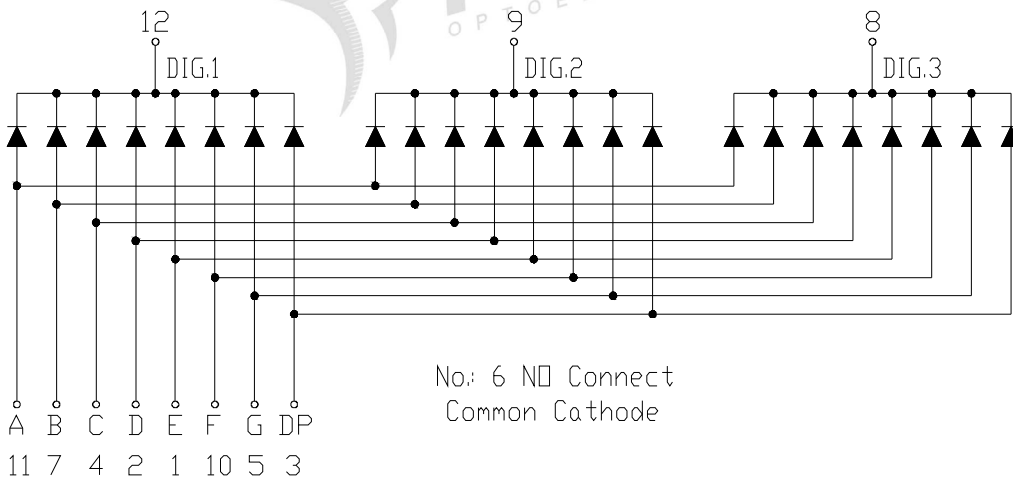 12 9 8
DIG.1 DIG.2 DIG.3
No.: 6 NO Connect
Common Cathode
A B C D E F G DP
11 7 4 2 1 10 5 3